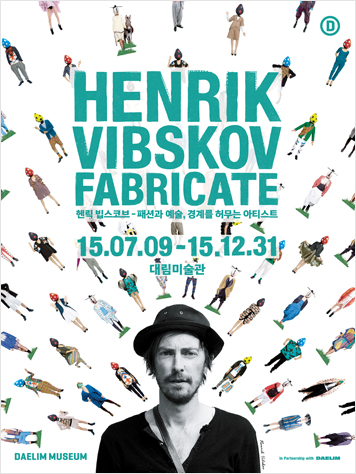 D
HENRIK
VIBSKOV
FABRICATE
헨릭 빕스코브 - 패션과 예술, 경계를 허무는 아티스트
15.07.09 - 15.12.31
대림미술관
DAELIM MUSEUM
In Partnership with DAELIM